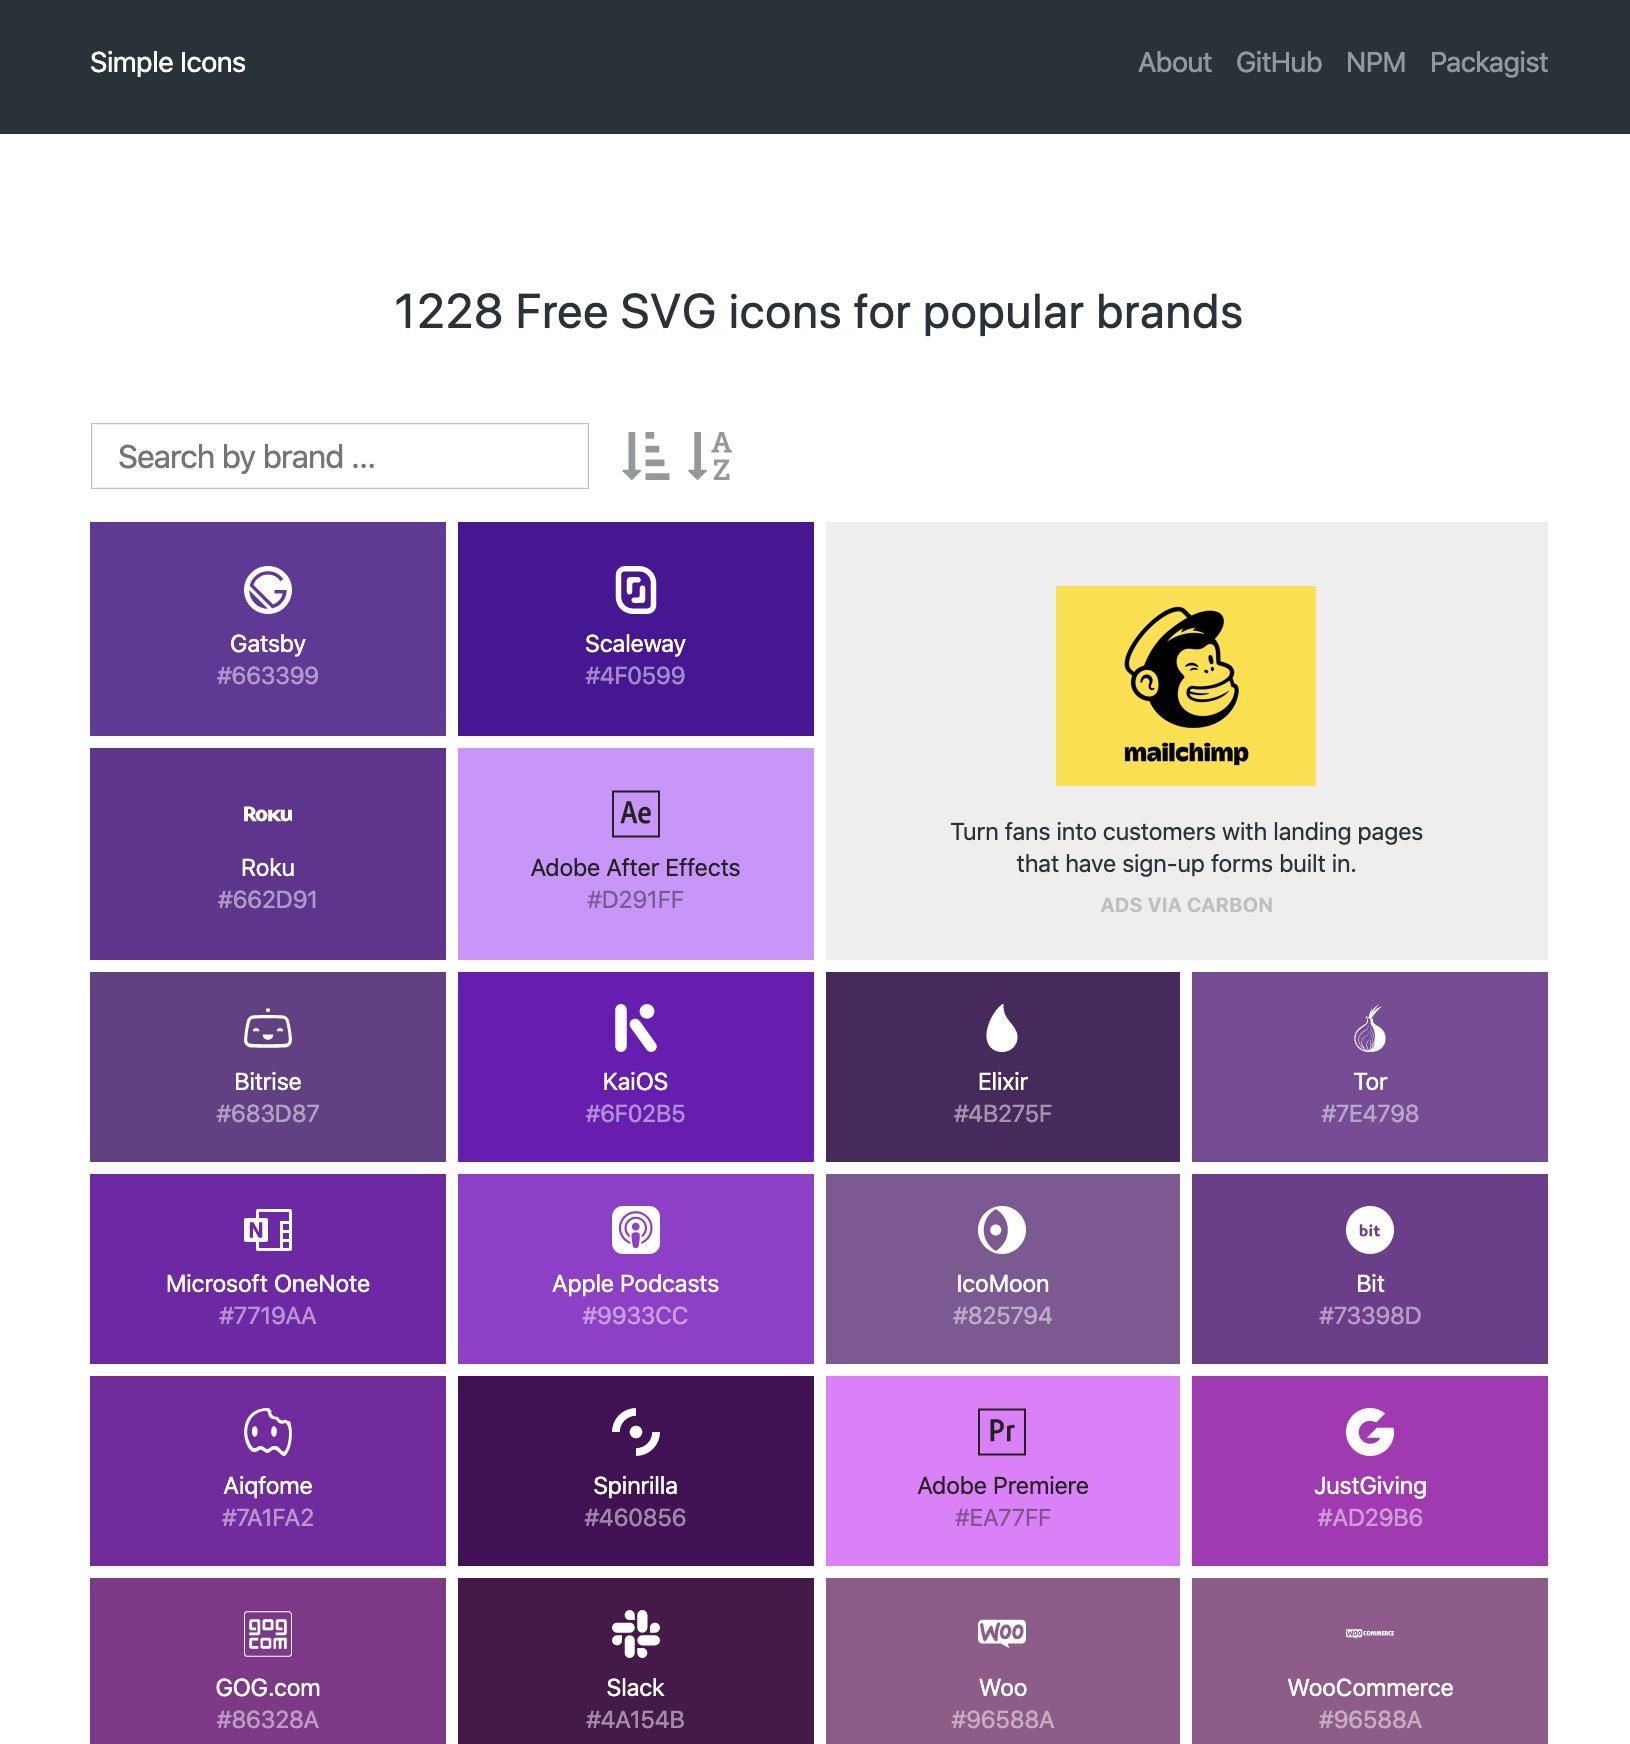 Simple Icons
About GitHub NPM Packagist
1228 Free SVG icons for popular brands
Search by brand ...
A
Z
Gatsby
#663399
Scaleway
#4F0599
mailchimp
Turn fans into customers with landing pages
that have sign-up forms built in.
ADS VIA CARBON
Roku
Roku
#662D91
Ae
Adobe After Effects
#D291FF
Bitrise
#683D87
KaiOS
#6F02B5
Elixir
#4B275F
Tor
#7E4798
N
Microsoft OneNote
#7719AA
Apple Podcasts
#9933CC
IcoMoon
#825794
bit
Bit
#73398D
Aiqfome
#7A1FA2
Spinrilla
#460856
Pr
Adobe Premiere
#EA77FF
JustGiving
#AD29B6
gog
com
GOG.com
#86328A
Slack
#4A154B
Woo
Woo
#96588A
WOO COMMERCE
WooCommerce
#96588A